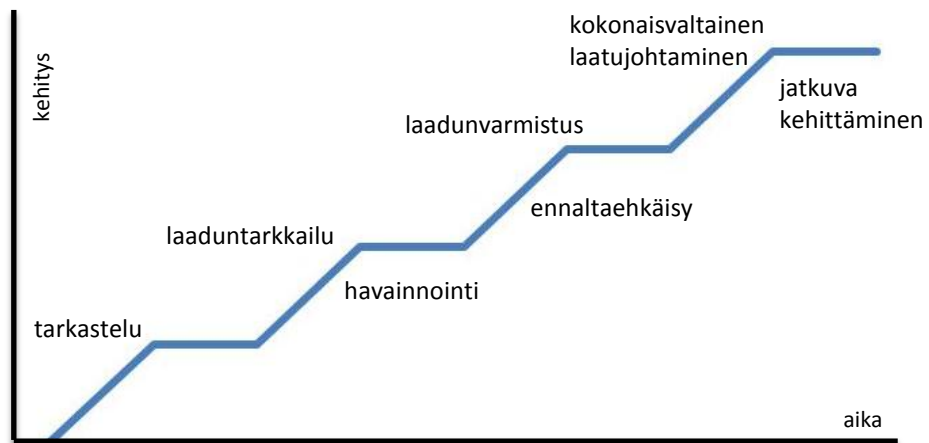 kokonaisvaltainen
laatujohtaminen
kehitys
jatkuva
kehittäminen
laadunvarmistus
ennaltaehkäisy
laaduntarkkailu
havainnointi
tarkastelu
aika